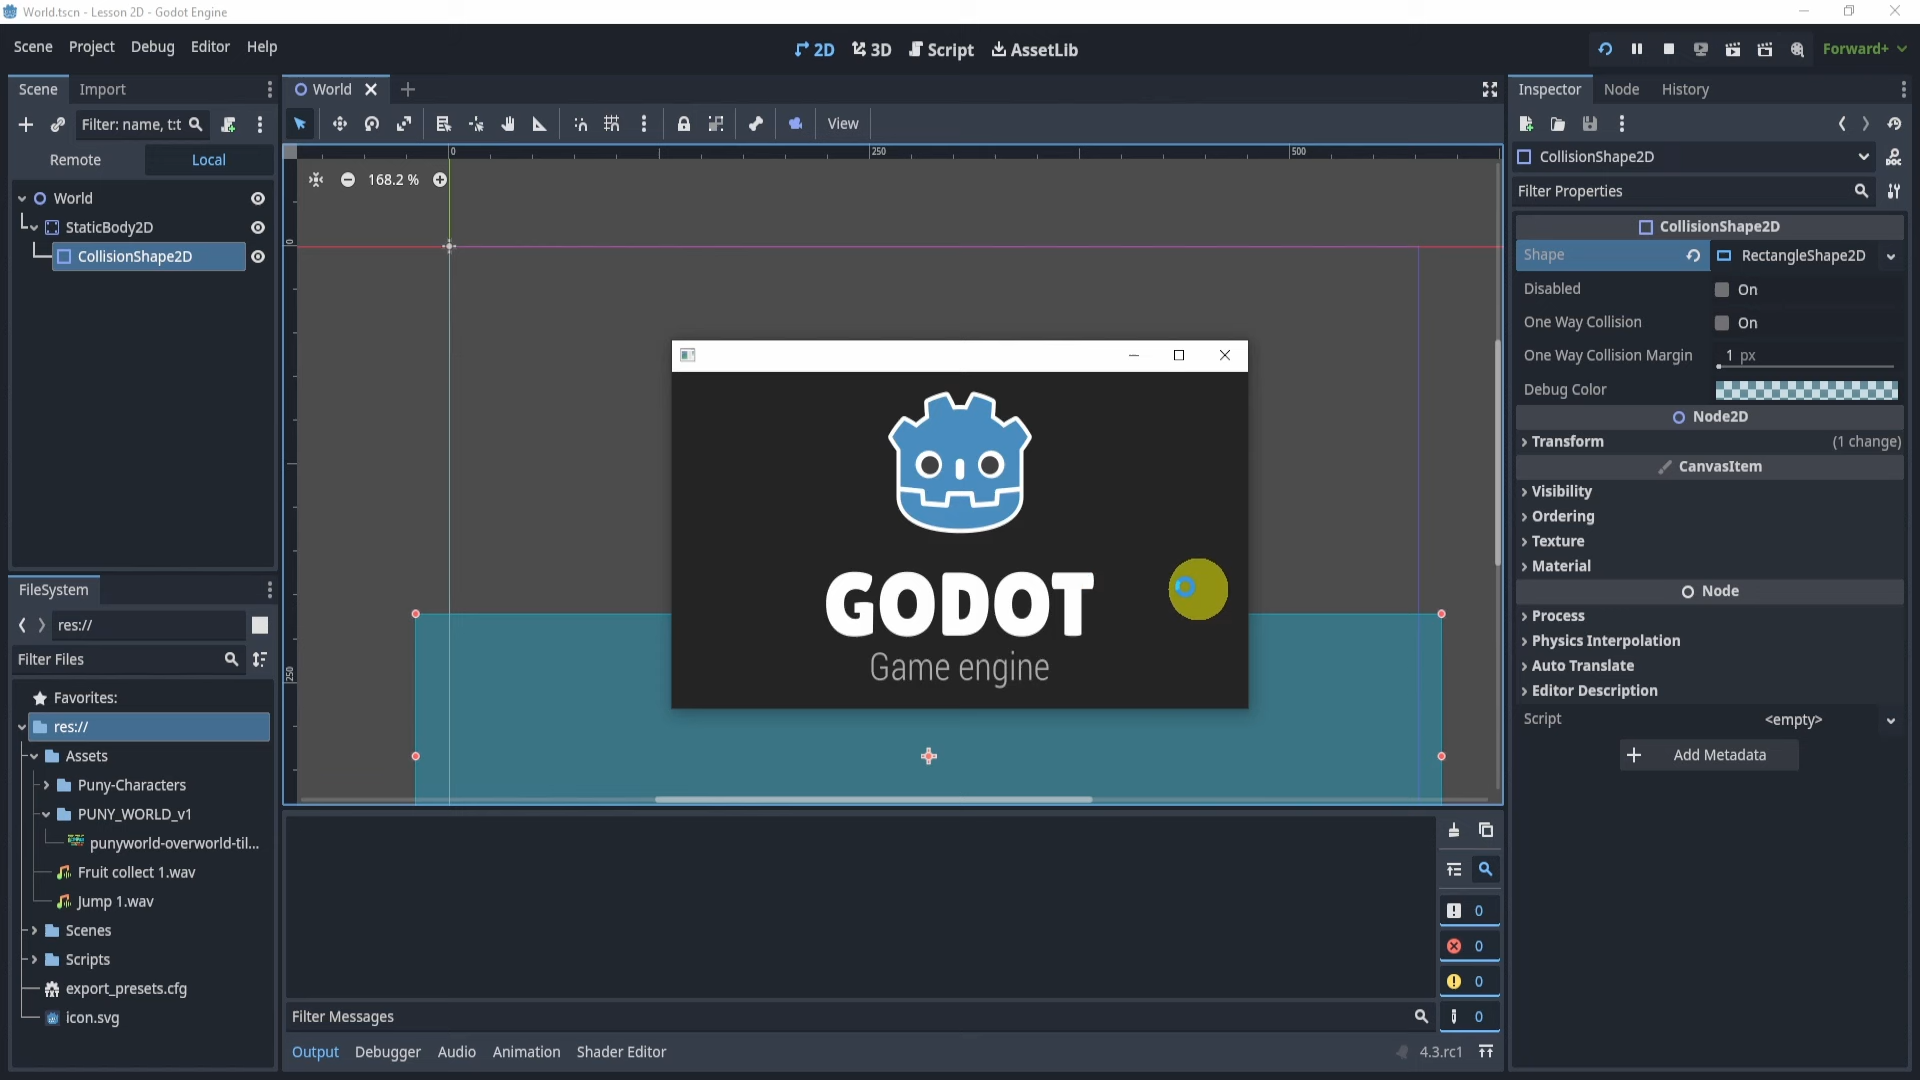 World.tscn - Lesson 2D - Godot Engine
Scene Project Debug Editor Help
2D 3D Script AssetLib
Forward+
Scene Import
World
Inspector Node History
Filter: name, t:t
View
Remote Local
CollisionShape2D
168.2 %
0 250 500
Filter Properties
World
StaticBody2D
CollisionShape2D
0
250
CollisionShape2D
Shape RectangleShape2D
Disabled On
One Way Collision On
One Way Collision Margin 1 px
Debug Color
Node2D
Transform (1 change)
CanvasItem
Visibility
Ordering
Texture
Material
Node
Process
Physics Interpolation
Auto Translate
Editor Description
Script <empty>
Add Metadata
GODOT
Game engine
FileSystem
res://
Filter Files
Favorites:
res://
Assets
Puny-Characters
PUNY_WORLD_v1
punyworld-overworld-til...
Fruit collect 1.wav
Jump 1.wav
Scenes
Scripts
export_presets.cfg
icon.svg
0
0
0
0
Filter Messages
Output Debugger Audio Animation Shader Editor
4.3.rc1